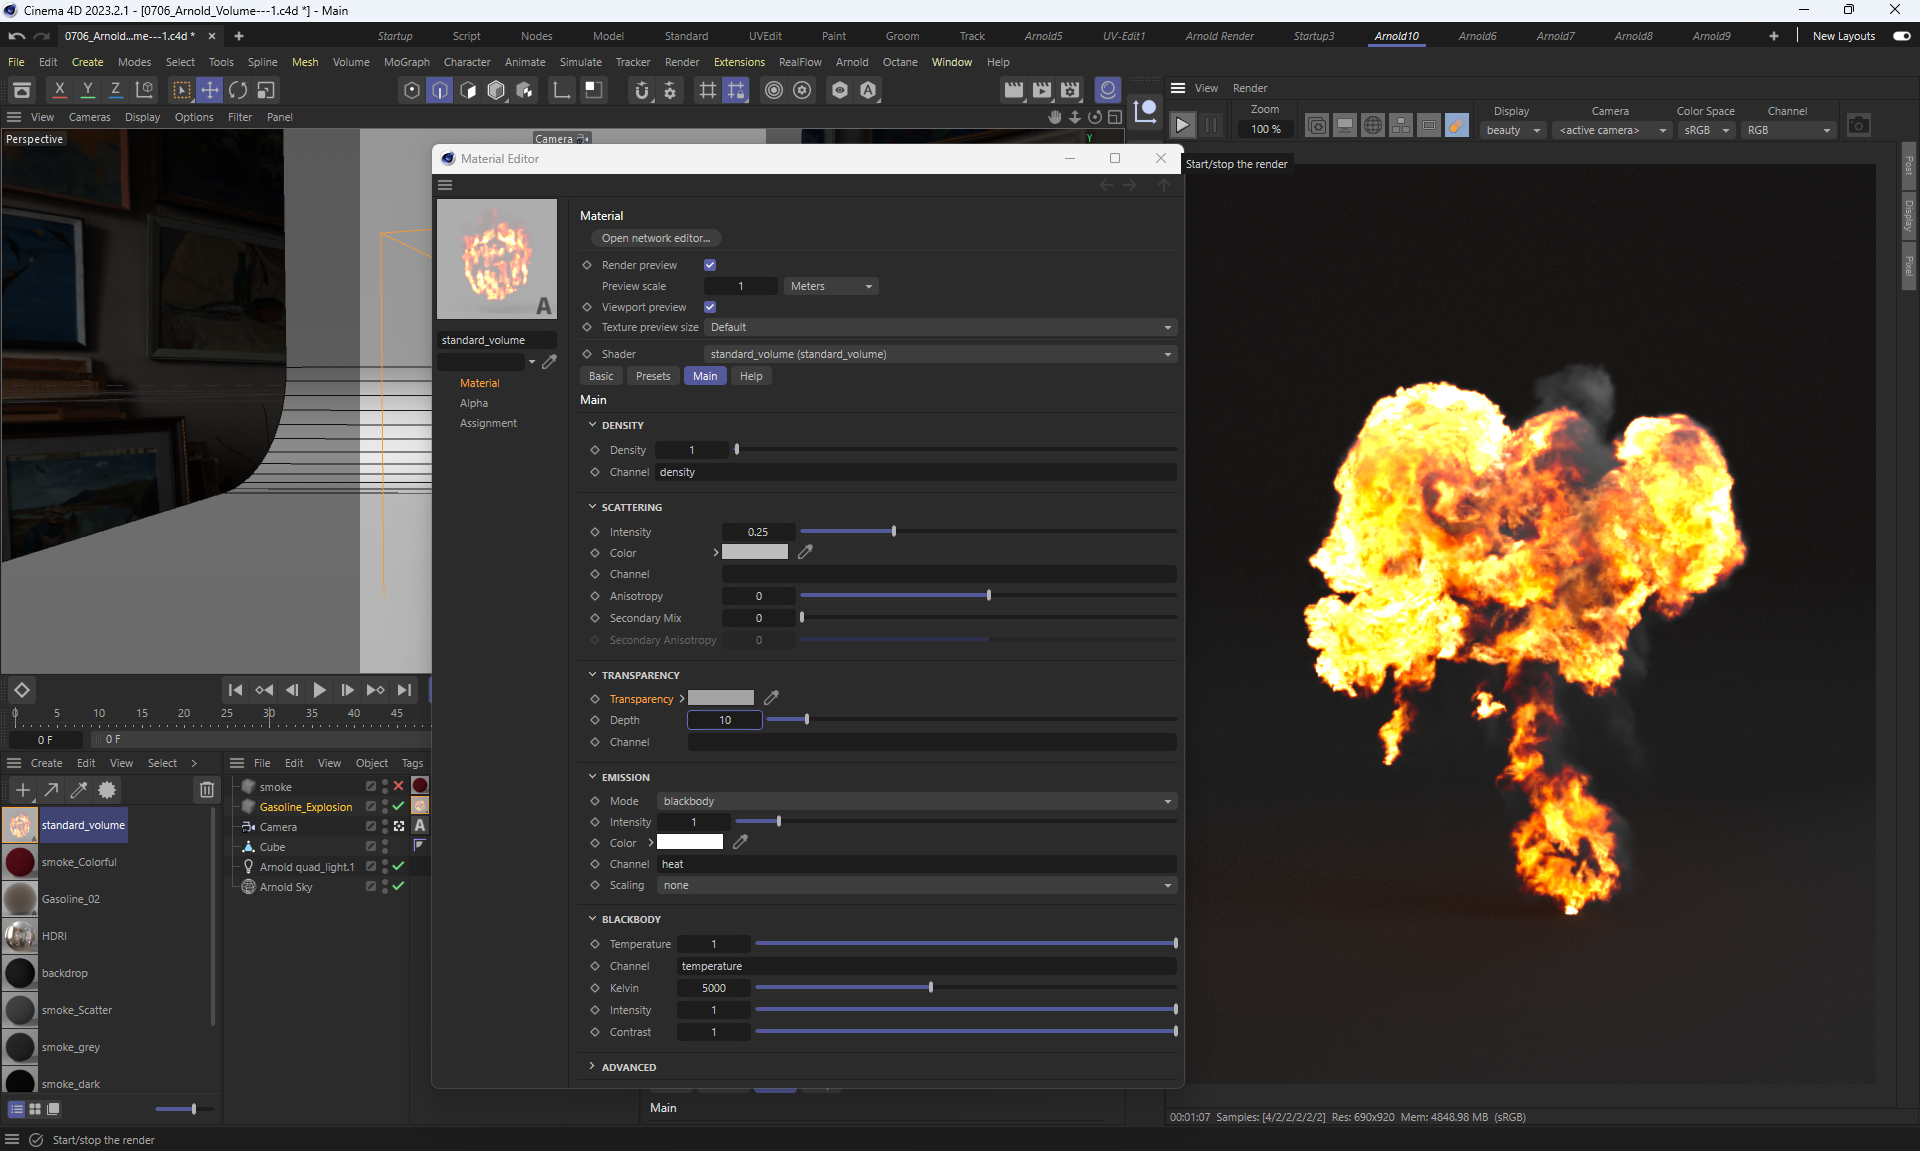 Cinema 4D 2023.2.1 - [0706_Arnold_Volume---1.c4d *] - Main
0706_Arnold...me---1.c4d *
Startup Script Nodes Model Standard UVEdit Paint Groom Track Arnold5 UV-Edit1 Arnold Render Startup3 Arnold10 Arnold6 Arnold7 Arnold8 Arnold9 New Layouts
File Edit Create Modes Select Tools Spline Mesh Volume MoGraph Character Animate Simulate Tracker Render Extensions RealFlow Arnold Octane Window Help
X Y Z
View Cameras Display Options Filter Panel
Perspective
Camera
Y
View Render
Zoom Display Camera Color Space Channel
100 % beauty <active camera> sRGB RGB
Start/stop the render
Post
Display
Pixel
Material Editor
A
standard_volume
Material
Alpha
Assignment
Material
Open network editor...
Render preview
Preview scale 1 Meters
Viewport preview
Texture preview size Default
Shader standard_volume (standard_volume)
Basic Presets Main Help
Main
DENSITY
Density 1
Channel density
SCATTERING
Intensity 0.25
Color
Channel
Anisotropy 0
Secondary Mix 0
Secondary Anisotropy 0
TRANSPARENCY
Transparency
Depth 10
Channel
EMISSION
Mode blackbody
Intensity 1
Color
Channel heat
Scaling none
BLACKBODY
Temperature 1
Channel temperature
Kelvin 5000
Intensity 1
Contrast 1
ADVANCED
Main
0 5 10 15 20 25 30 35 40 45
0 F 0 F
Create Edit View Select
standard_volume
smoke_Colorful
Gasoline_02
HDRI
backdrop
smoke_Scatter
smoke_grey
smoke_dark
File Edit View Object Tags
smoke
Gasoline_Explosion
Camera
A
Cube
Arnold quad_light.1
Arnold Sky
00:01:07 Samples: [4/2/2/2/2/2] Res: 690x920 Mem: 4848.98 MB (sRGB)
Start/stop the render